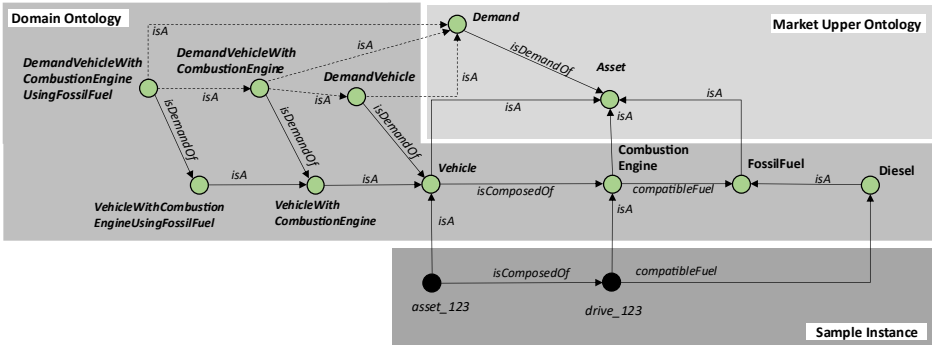 Domain Ontology
Demand
Market Upper Ontology
isA
isA
DemandVehicleWith
CombustionEngine
isDemandOf
Asset
DemandVehicleWith
CombustionEngine
UsingFossilFuel
DemandVehicle
isA
isA
isA
isA
isA
isA
isDemandOf
isDemandOf
isDemandOf
Combustion
Engine
FossilFuel
Vehicle
Diesel
isA
isA
isComposedOf
compatibleFuel
isA
VehicleWithCombustion
EngineUsingFossilFuel
VehicleWith
CombustionEngine
isA
isA
isComposedOf
compatibleFuel
asset_123
drive_123
Sample Instance